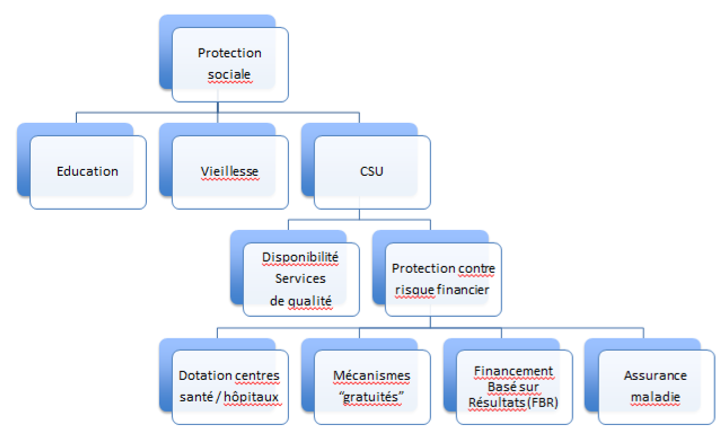 Protection
sociale
Education
Vieillesse
CSU
Disponibilité
Services
de qualité
Protection contre
risque financier
Dotation centres
santé / hôpitaux
Mécanismes
“gratuités”
Financement
Basé sur
Résultats (FBR)
Assurance
maladie